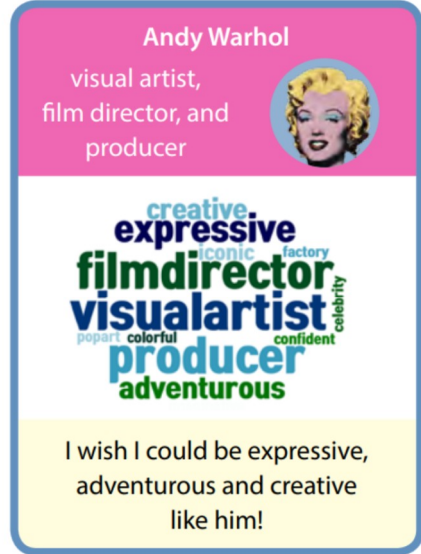 Andy Warhol
visual artist,
film director, and
producer
creative
expressive
iconic
factory
filmdirector
celebrity
visualartist
popart
colorful
confident
producer
adventurous
I wish I could be expressive,
adventurous and creative
like him!